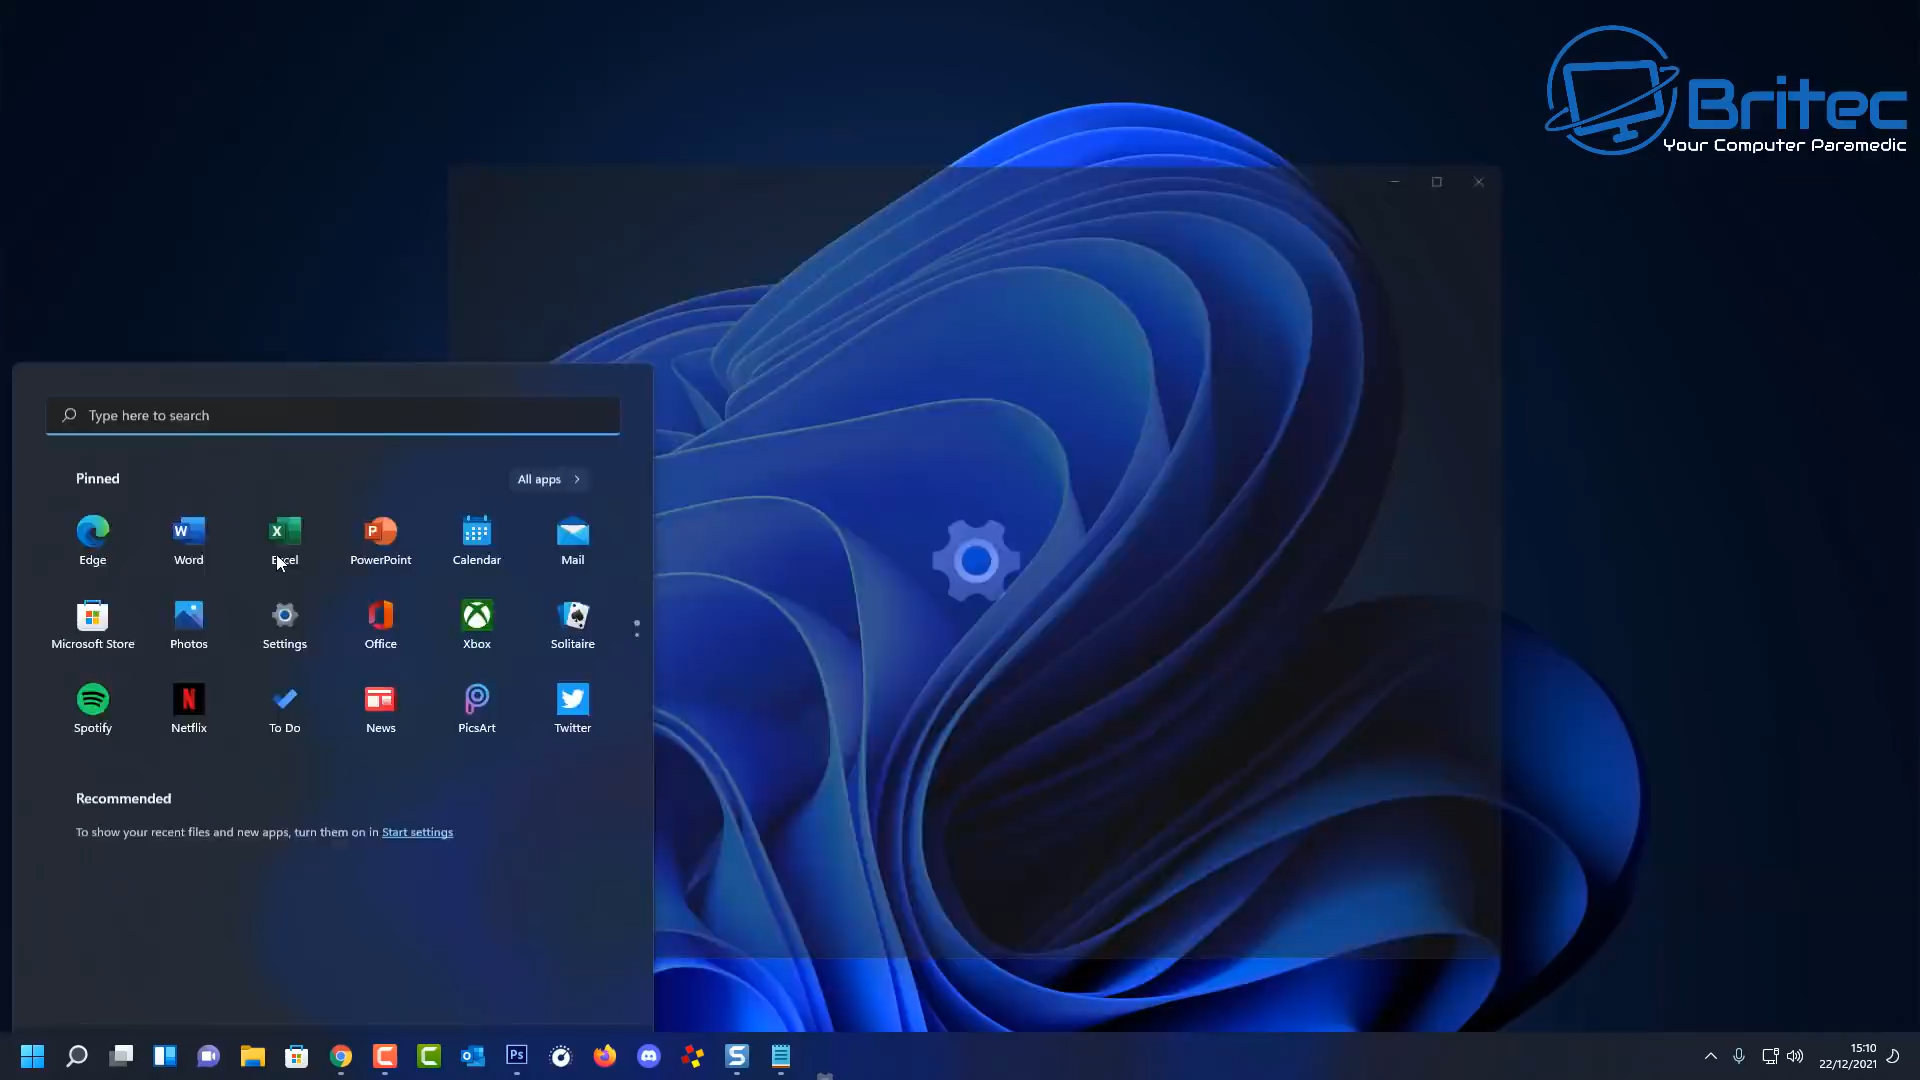 Britec
Your Computer Paramedic
Type here to search
Pinned
All apps
Edge
Word
Excel
PowerPoint
Calendar
Mail
Microsoft Store
Photos
Settings
Office
Xbox
Solitaire
Spotify
Netflix
To Do
News
PicsArt
Twitter
Recommended
To show your recent files and new apps, turn them on in Start settings
15:10
22/12/2021